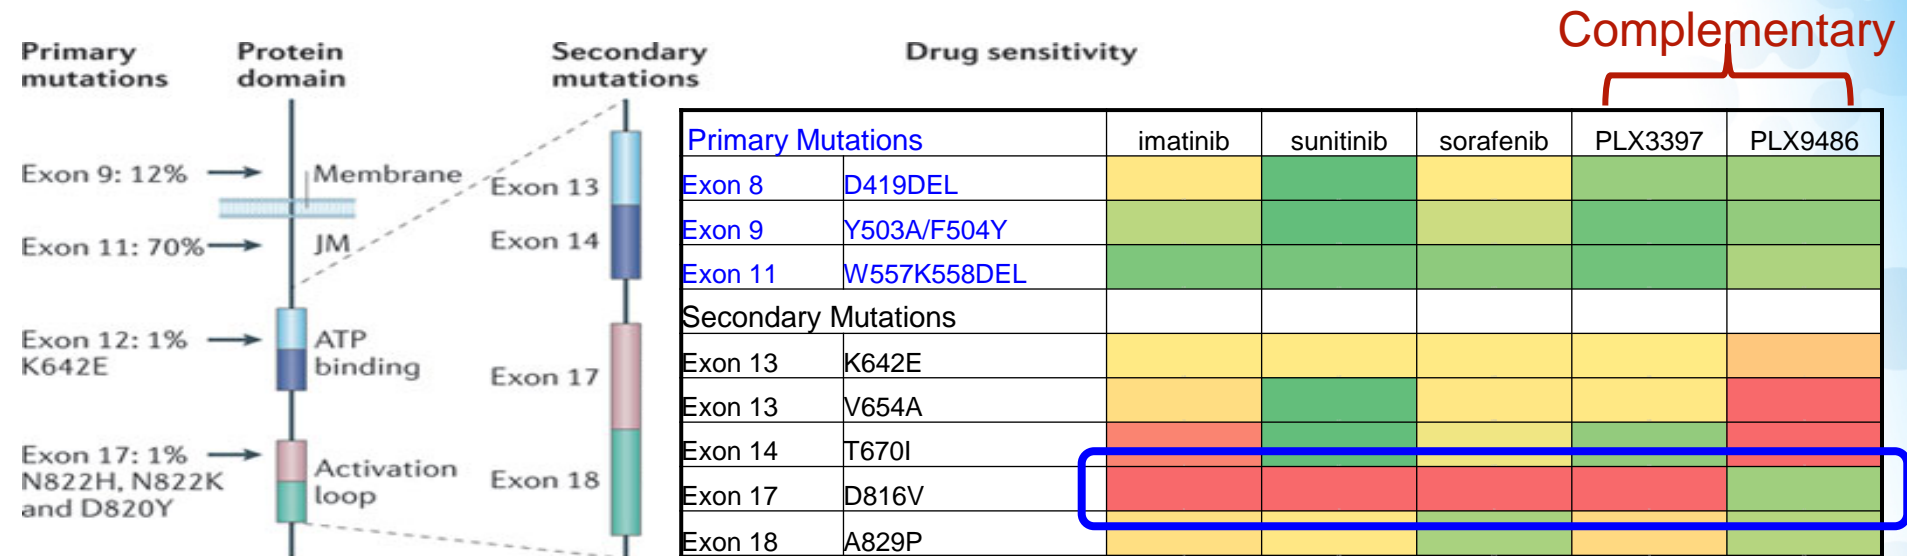 Complementary
Primary mutations
Protein domain
Secondary mutations
Drug sensitivity
Exon 9: 12%
Membrane
Exon 11: 70%
JM
Exon 12: 1%
K642E
ATP binding
Exon 17: 1%
N822H, N822K
and D820Y
Activation loop
Exon 13
Exon 14
Exon 17
Exon 18
Primary Mutations imatinib sunitinib sorafenib PLX3397 PLX9486
Exon 8 D419DEL
Exon 9 Y503A/F504Y
Exon 11 W557K558DEL
Secondary Mutations
Exon 13 K642E
Exon 13 V654A
Exon 14 T670I
Exon 17 D816V
Exon 18 A829P